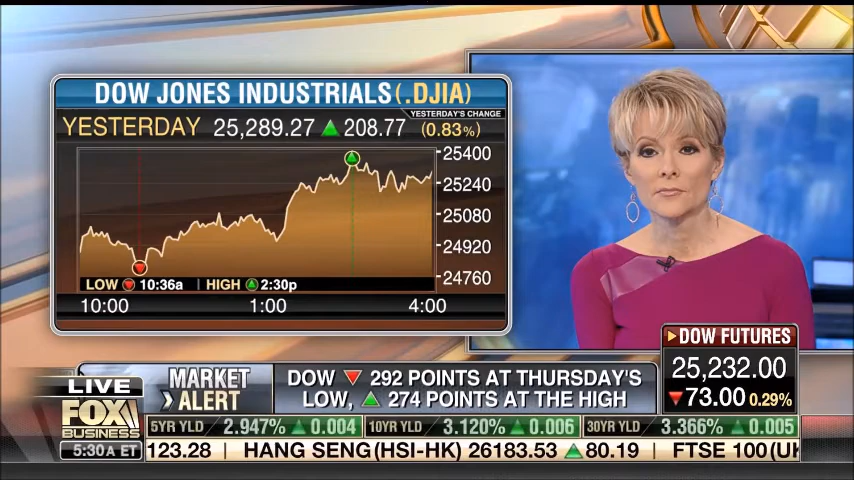 DOW JONES INDUSTRIALS(.DJIA)
YESTERDAY'S CHANGE
YESTERDAY 25,289.27 ▲ 208.77 (0.83%)
25400
25240
25080
24920
24760
LOW ▼ 10:36a | HIGH ▲ 2:30p
10:00 1:00 4:00
DOW FUTURES
25,232.00
▼73.00 0.29%
LIVE
FOX
BUSINESS
5:30A ET
MARKET
ALERT
DOW ▼ 292 POINTS AT THURSDAY'S
LOW, ▲ 274 POINTS AT THE HIGH
5YR YLD 2.947% ▲ 0.004 10YR YLD 3.120% ▲ 0.006 30YR YLD 3.366% ▲ 0.005
123.28 | HANG SENG(HSI-HK) 26183.53 ▲ 80.19 | FTSE 100(UK